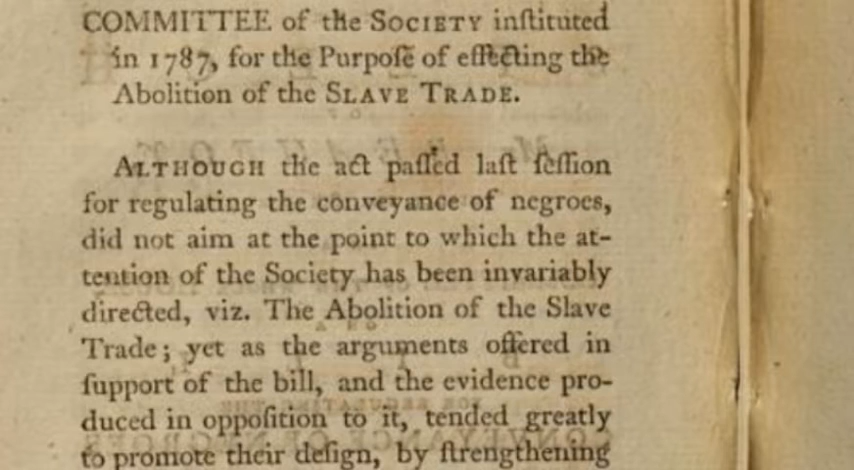 COMMITTEE of the SOCIETY inſtituted
in 1787, for the Purpoſe of effecting the
Abolition of the SLAVE TRADE.
ALTHOUGH the act paſſed laſt ſeſſion
for regulating the conveyance of negroes,
did not aim at the point to which the at-
tention of the Society has been invariably
directed, viz. The Abolition of the Slave
Trade; yet as the arguments offered in
ſupport of the bill, and the evidence pro-
duced in oppoſition to it, tended greatly
to promote their deſign, by ſtrengthening